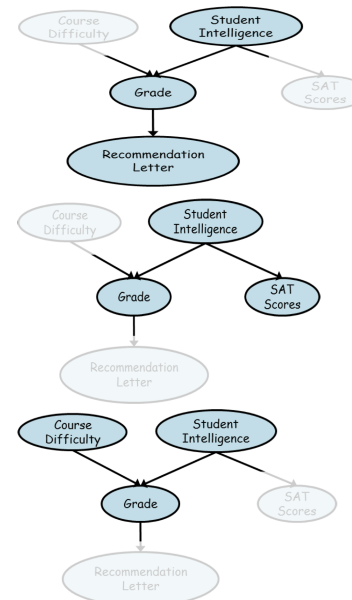 Course
Difficulty
Student
Intelligence
Grade
SAT
Scores
Recommendation
Letter
Course
Difficulty
Student
Intelligence
Grade
SAT
Scores
Recommendation
Letter
Course
Difficulty
Student
Intelligence
Grade
SAT
Scores
Recommendation
Letter